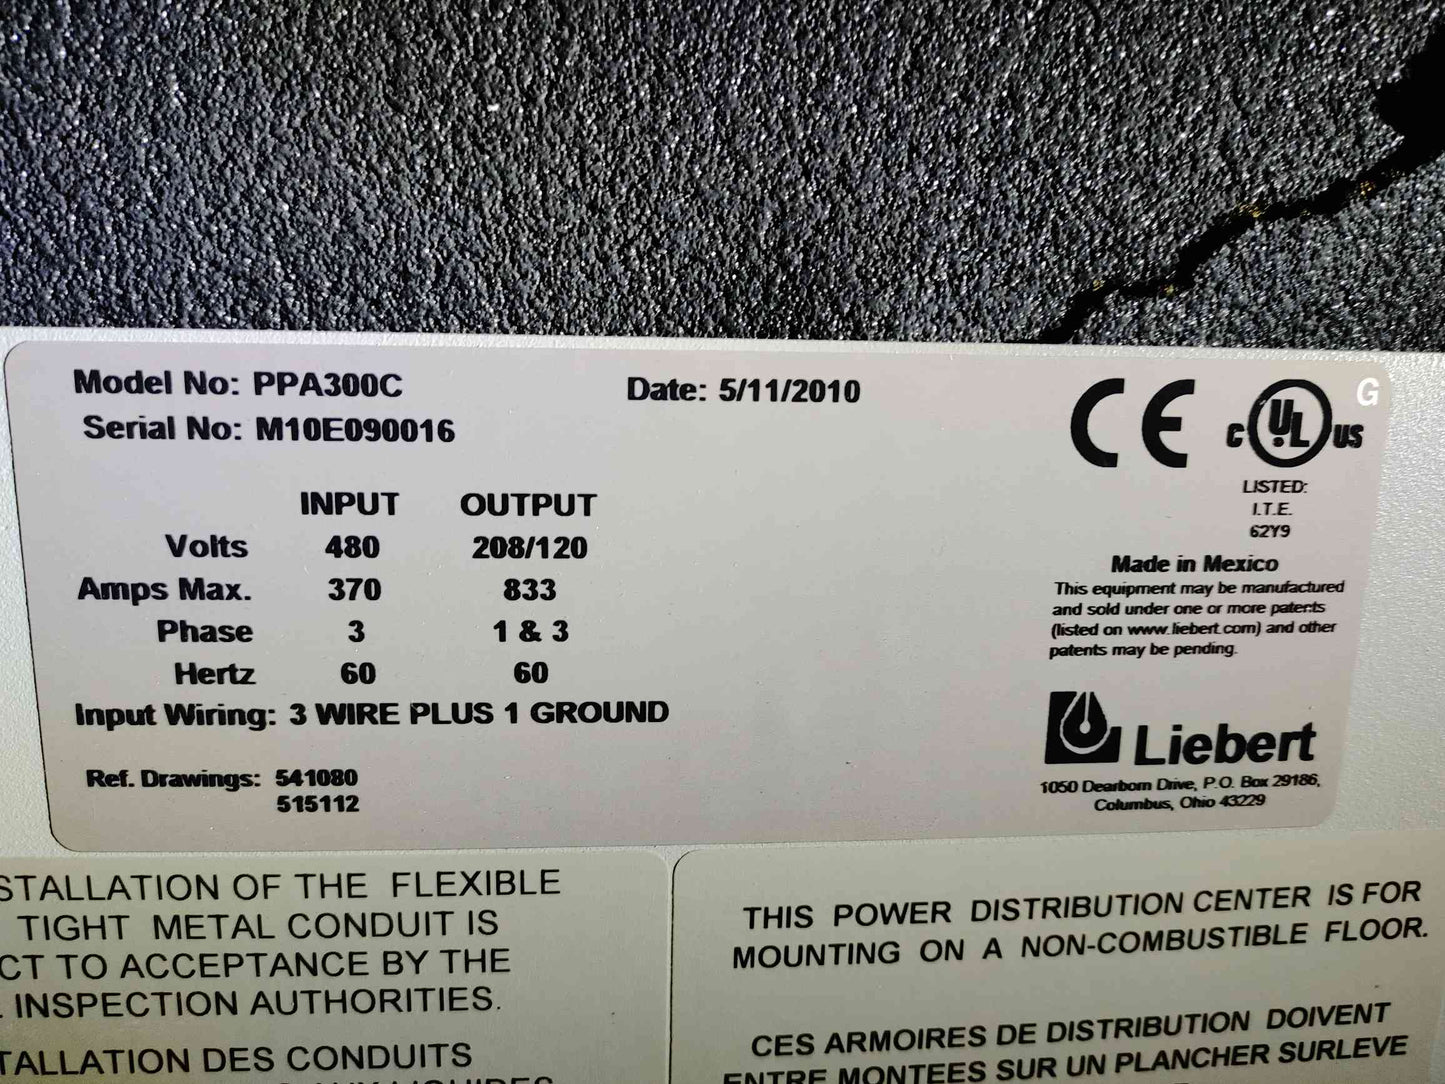 Model No: PPA300C
Serial No: M10E090016
Date: 5/11/2010
INPUT OUTPUT
Volts 480 208/120
Amps Max. 370 833
Phase 3 1 & 3
Hertz 60 60
Input Wiring: 3 WIRE PLUS 1 GROUND
Ref. Drawings: 541080
515112
CE
C UL US
G
LISTED:
I.T.E.
62Y9
Made in Mexico
This equipment may be manufactured
and sold under one or more patents
(listed on www.liebert.com) and other
patents may be pending.
Liebert
1050 Dearborn Drive, P.O. Box 29186,
Columbus, Ohio 43229
STALLATION OF THE FLEXIBLE
TIGHT METAL CONDUIT IS
CT TO ACCEPTANCE BY THE
INSPECTION AUTHORITIES.
TALLATION DES CONDUITS
THIS POWER DISTRIBUTION CENTER IS FOR
MOUNTING ON A NON-COMBUSTIBLE FLOOR.
CES ARMOIRES DE DISTRIBUTION DOIVENT
ENTRE MONTEES SUR UN PLANCHER SURLEVE